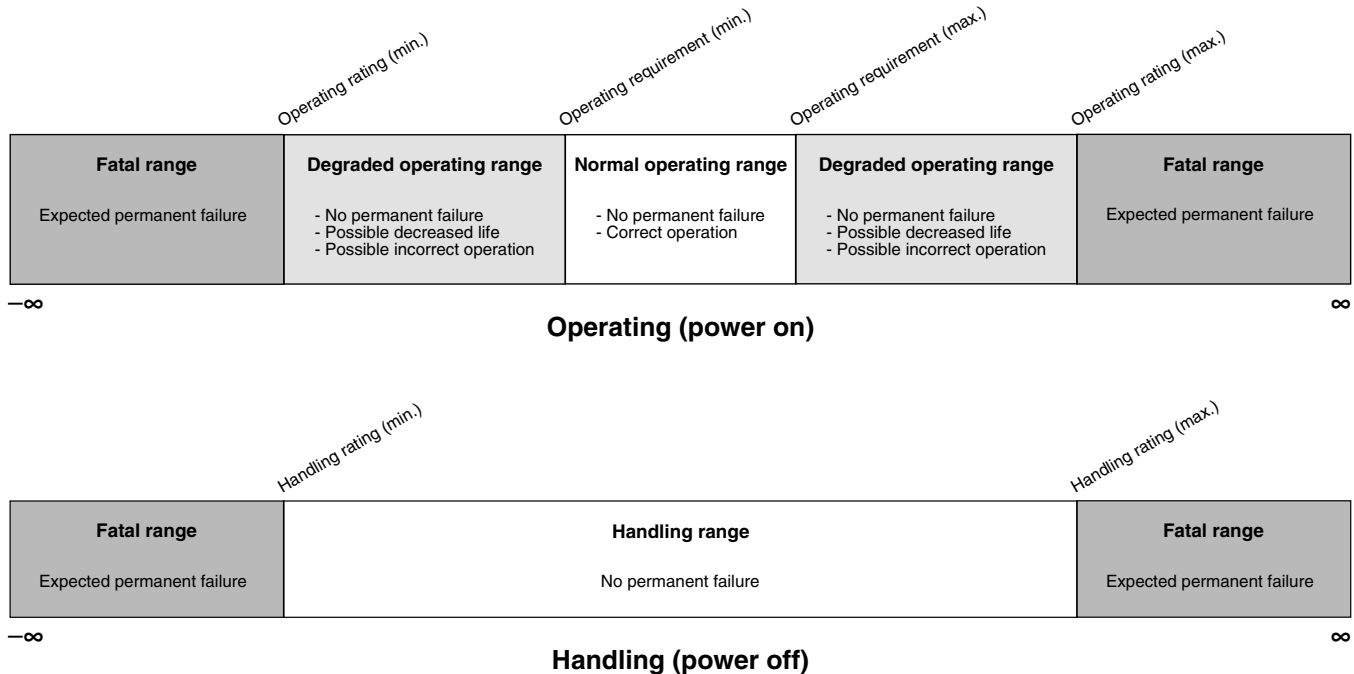 Operating rating (min.)
Operating requirement (min.)
Operating requirement (max.)
Operating rating (max.)
Fatal range
Degraded operating range
Normal operating range
Degraded operating range
Fatal range
Expected permanent failure
- No permanent failure
- Possible decreased life
- Possible incorrect operation
- No permanent failure
- Correct operation
- No permanent failure
- Possible decreased life
- Possible incorrect operation
Expected permanent failure
–∞
∞
Operating (power on)
Handling rating (min.)
Handling rating (max.)
Fatal range
Handling range
Fatal range
Expected permanent failure
No permanent failure
Expected permanent failure
–∞
∞
Handling (power off)